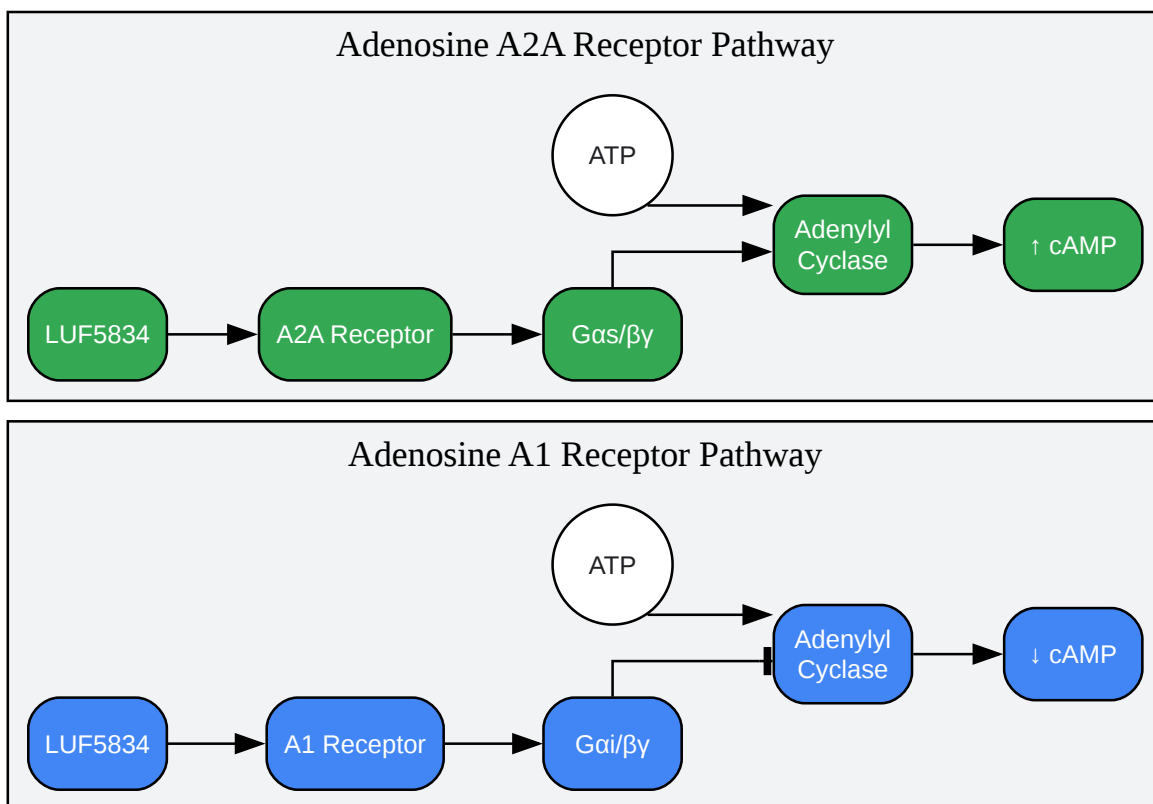 Adenosine A2A Receptor Pathway
ATP
Adenylyl
Cyclase
↑ cAMP
LUF5834
A2A Receptor
Gαs/βγ
Adenosine A1 Receptor Pathway
ATP
Adenylyl
Cyclase
↓ cAMP
LUF5834
A1 Receptor
Gαi/βγ